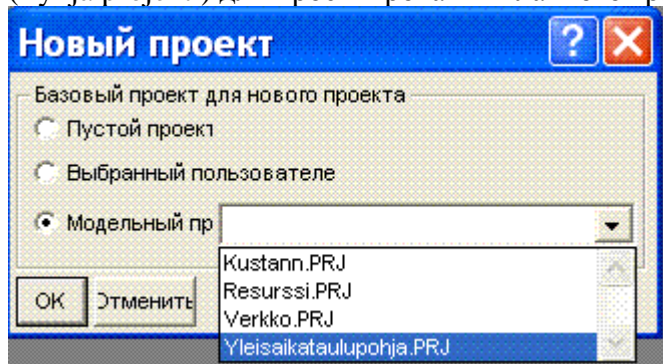 Новый проект
Базовый проект для нового проекта
Пустой проект
Выбранный пользователе
Модельный пр
Kustann.PRJ
Resurssi.PRJ
Verkko.PRJ
Yleisaikataulupohja.PRJ
OK Отменить